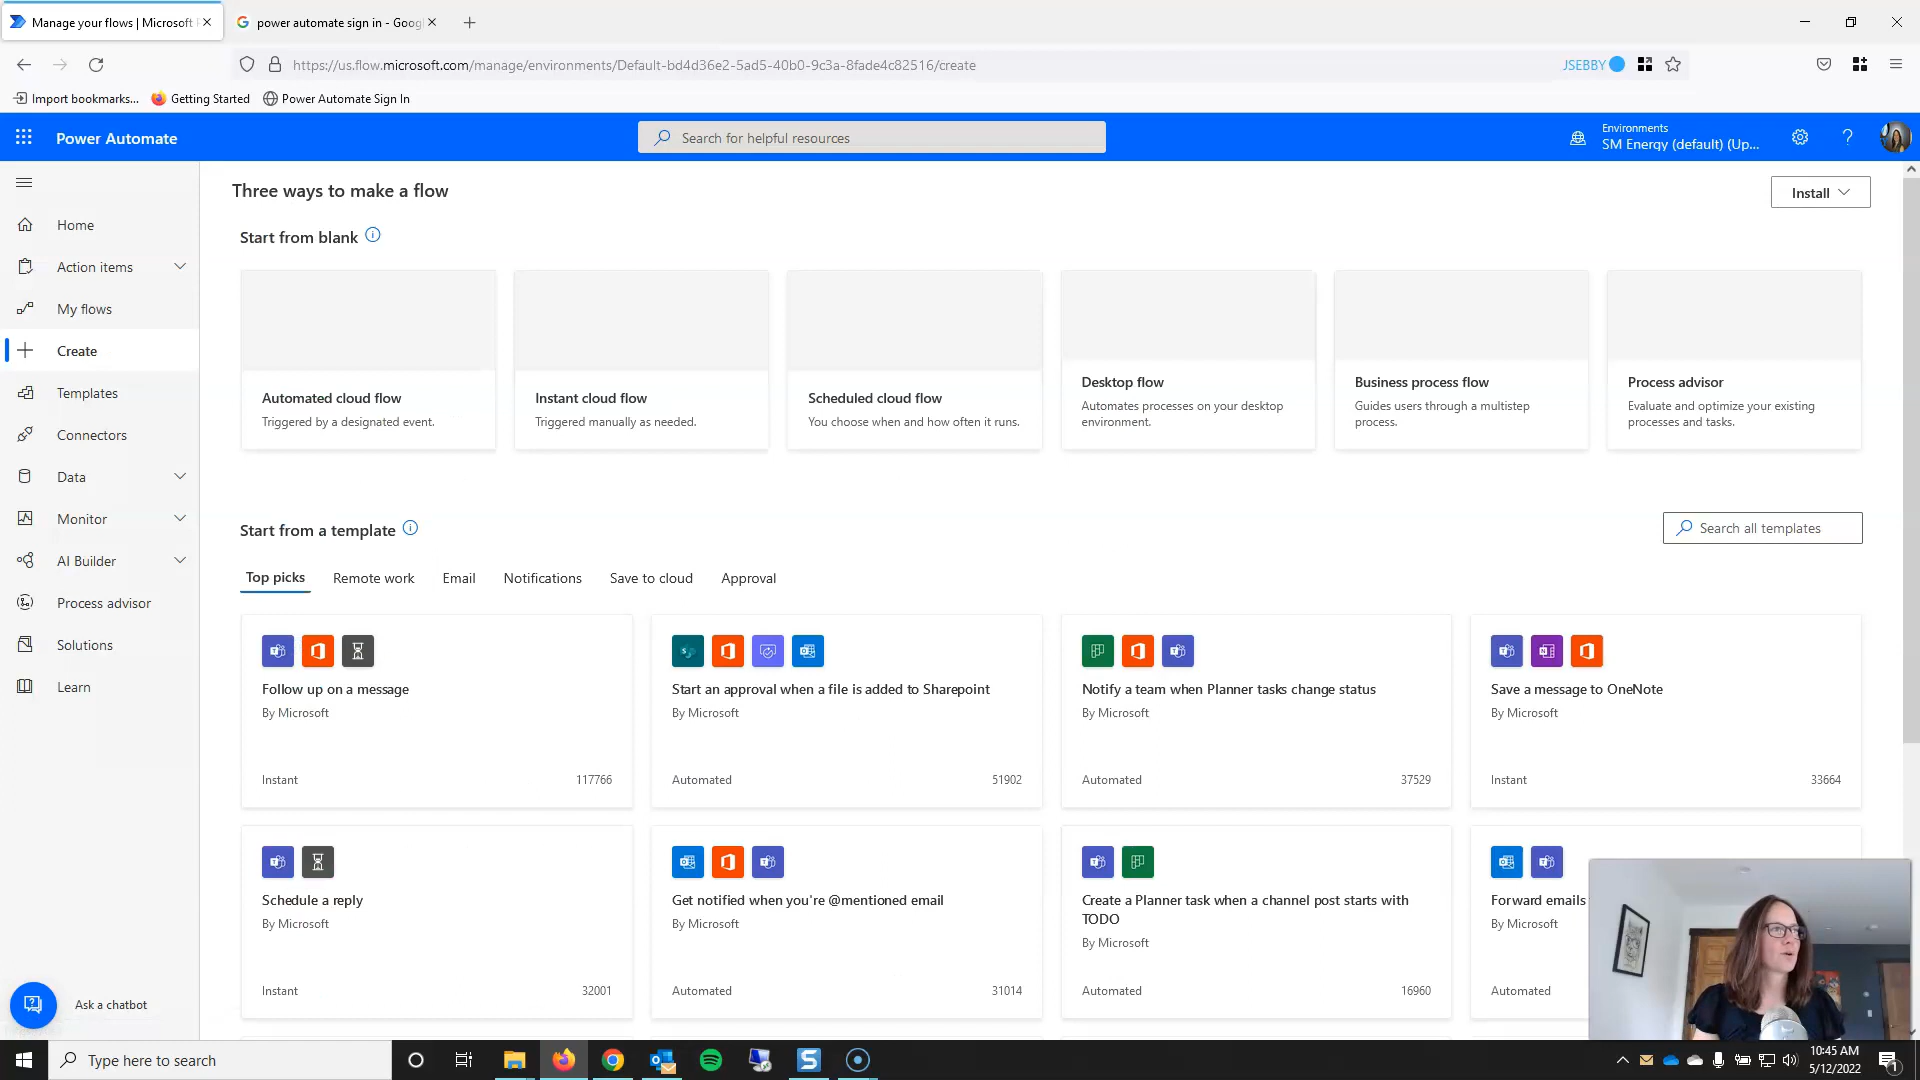 Manage your flows | Microsoft
power automate sign in - Goog
https://us.flow.microsoft.com/manage/environments/Default-bd4d36e2-5ad5-40b0-9c3a-8fade4c82516/create
JSEBBY
Import bookmarks...
Getting Started
Power Automate Sign In
Power Automate
Search for helpful resources
Environments
SM Energy (default) (Up...
Home
Action items
My flows
Create
Templates
Connectors
Data
Monitor
AI Builder
Process advisor
Solutions
Learn
Ask a chatbot
Three ways to make a flow
Install
Start from blank
Automated cloud flow
Triggered by a designated event.
Instant cloud flow
Triggered manually as needed.
Scheduled cloud flow
You choose when and how often it runs.
Desktop flow
Automates processes on your desktop
environment.
Business process flow
Guides users through a multistep
process.
Process advisor
Evaluate and optimize your existing
processes and tasks.
Start from a template
Search all templates
Top picks
Remote work
Email
Notifications
Save to cloud
Approval
Follow up on a message
By Microsoft
Instant
117766
Start an approval when a file is added to Sharepoint
By Microsoft
Automated
51902
Notify a team when Planner tasks change status
By Microsoft
Automated
37529
Save a message to OneNote
By Microsoft
Instant
33664
Schedule a reply
By Microsoft
Instant
32001
Get notified when you're @mentioned email
By Microsoft
Automated
31014
Create a Planner task when a channel post starts with
TODO
By Microsoft
Automated
16960
Forward emails
By Microsoft
Automated
Type here to search
10:45 AM
5/12/2022
1